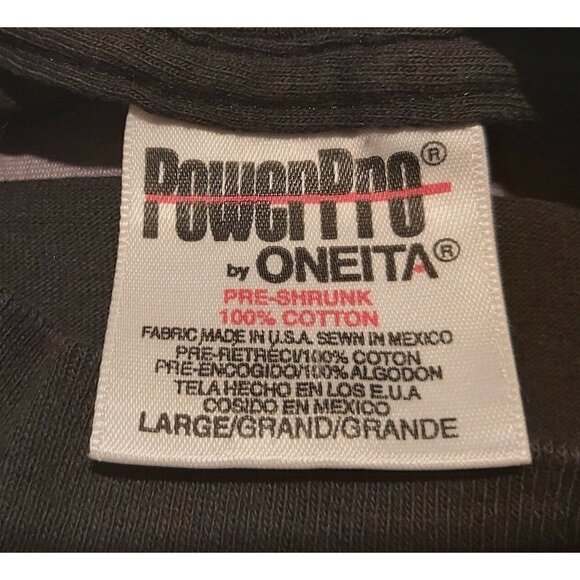 PowerPro®
by ONEITA®
PRE-SHRUNK
100% COTTON
FABRIC MADE IN U.S.A. SEWN IN MEXICO
PRE-RETRECI/100% COTON
PRE-ENCOGIDO/100% ALGODON
TELA HECHO EN LOS E.U.A
COSIDO EN MEXICO
LARGE/GRAND/GRANDE